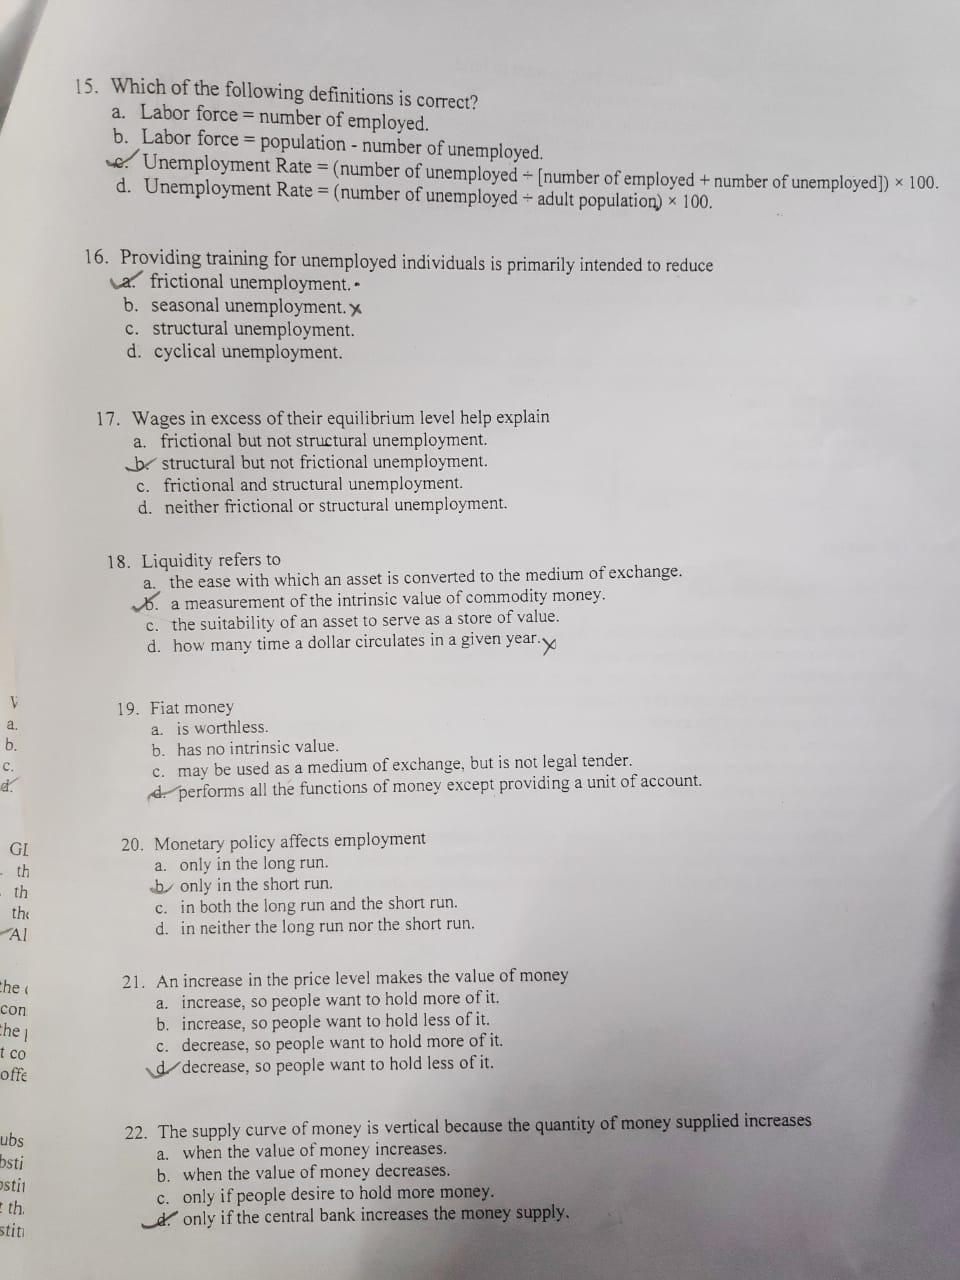 15. Which of the following definitions is correct?
a. Labor force = number of employed.
b. Labor force = population - number of unemployed.
c. Unemployment Rate = (number of unemployed ÷ [number of employed + number of unemployed]) × 100.
d. Unemployment Rate = (number of unemployed ÷ adult population) × 100.
16. Providing training for unemployed individuals is primarily intended to reduce
a. frictional unemployment.
b. seasonal unemployment. x
c. structural unemployment.
d. cyclical unemployment.
17. Wages in excess of their equilibrium level help explain
a. frictional but not structural unemployment.
b. structural but not frictional unemployment.
c. frictional and structural unemployment.
d. neither frictional or structural unemployment.
18. Liquidity refers to
a. the ease with which an asset is converted to the medium of exchange.
b. a measurement of the intrinsic value of commodity money.
c. the suitability of an asset to serve as a store of value.
d. how many time a dollar circulates in a given year. x
19. Fiat money
a. is worthless.
b. has no intrinsic value.
c. may be used as a medium of exchange, but is not legal tender.
d. performs all the functions of money except providing a unit of account.
20. Monetary policy affects employment
a. only in the long run.
b. only in the short run.
c. in both the long run and the short run.
d. in neither the long run nor the short run.
21. An increase in the price level makes the value of money
a. increase, so people want to hold more of it.
b. increase, so people want to hold less of it.
c. decrease, so people want to hold more of it.
d. decrease, so people want to hold less of it.
22. The supply curve of money is vertical because the quantity of money supplied increases
a. when the value of money increases.
b. when the value of money decreases.
c. only if people desire to hold more money.
d. only if the central bank increases the money supply.
a.
b.
c.
d.
th
th